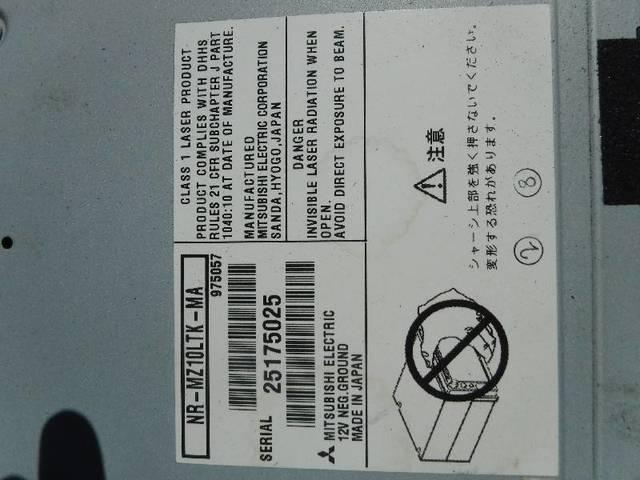 NR-MZ10LTK-MA
975057
SERIAL 25175025
MITSUBISHI ELECTRIC
12V NEG.GROUND
MADE IN JAPAN
CLASS 1 LASER PRODUCT
PRODUCT COMPLIES WITH DHHS
RULES 21 CFR SUBCHAPTER J PART
1040:10 AT DATE OF MANUFACTURE.
MANUFACTURED
MITSUBISHI ELECTRIC CORPORATION
SANDA,HYOGO,JAPAN
DANGER
INVISIBLE LASER RADIATION WHEN
OPEN.
AVOID DIRECT EXPOSURE TO BEAM.
注意
シャーシ上部を強く押さないでください。
変形する恐れがあります。
2 8